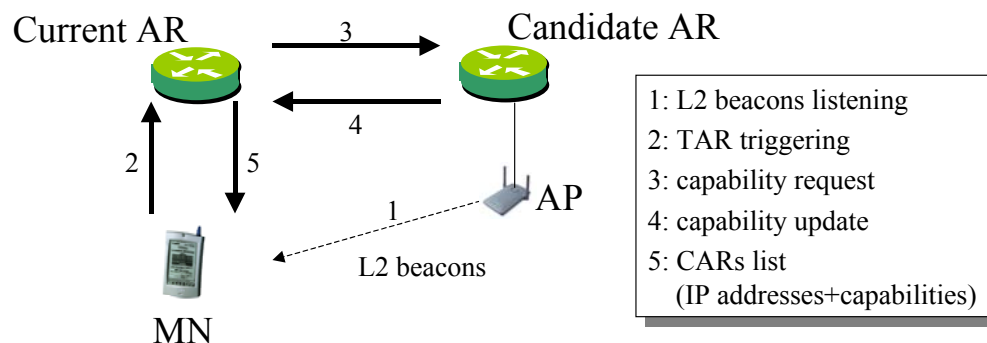 Current AR
3
Candidate AR
4
2
5
1
AP
L2 beacons
MN
1: L2 beacons listening
2: TAR triggering
3: capability request
4: capability update
5: CARs list
(IP addresses+capabilities)